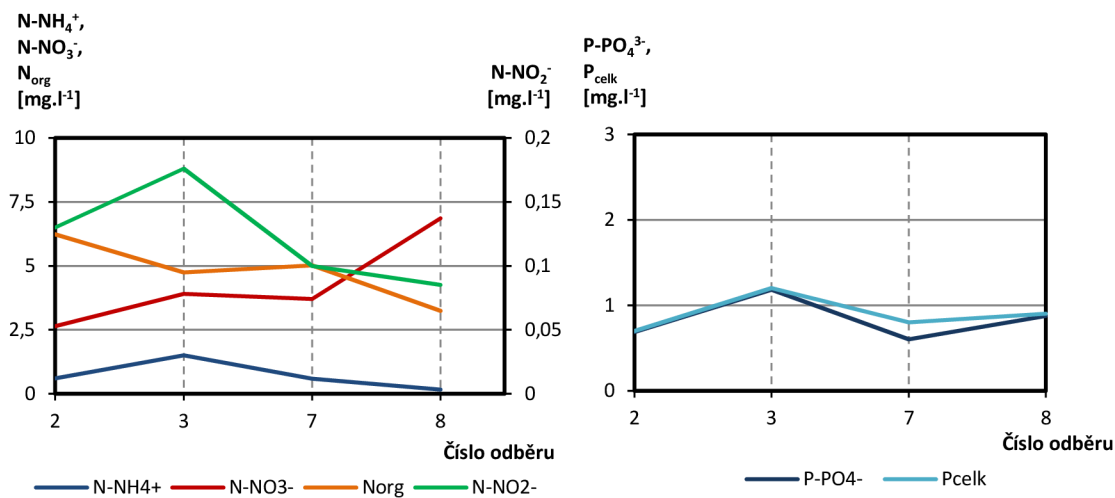 N-NH₄⁺,
N-NO₃⁻,
N_org
[mg.l⁻¹]
N-NO₂⁻
[mg.l⁻¹]
10
7,5
5
2,5
0
0,2
0,15
0,1
0,05
0
2 3 7 8
Číslo odběru
N-NH4+ N-NO3- Norg N-NO2-
P-PO₄³⁻,
P_celk
[mg.l⁻¹]
3
2
1
0
2 3 7 8
Číslo odběru
P-PO4- Pcelk